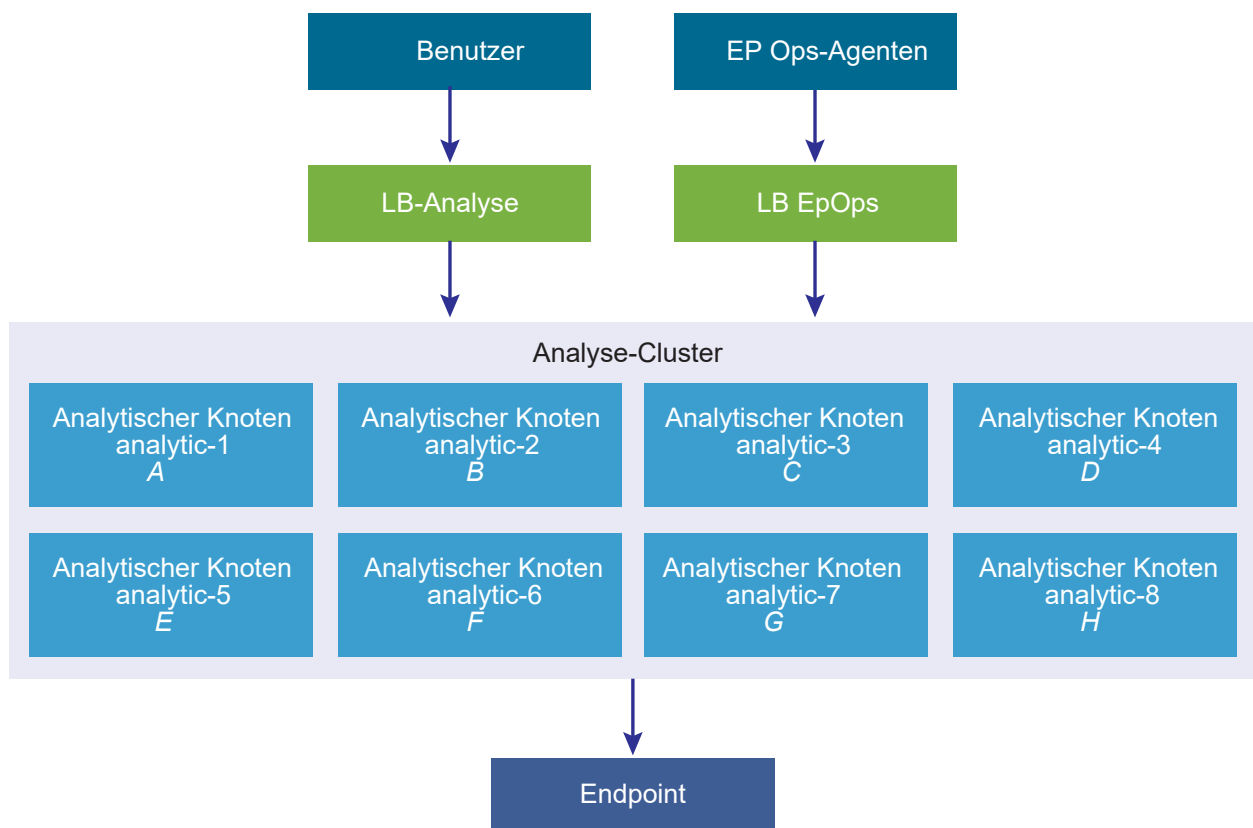 Benutzer
EP Ops-Agenten
LB-Analyse
LB EpOps
Analyse-Cluster
Analytischer Knoten
analytic-1
A
Analytischer Knoten
analytic-2
B
Analytischer Knoten
analytic-3
C
Analytischer Knoten
analytic-4
D
Analytischer Knoten
analytic-5
E
Analytischer Knoten
analytic-6
F
Analytischer Knoten
analytic-7
G
Analytischer Knoten
analytic-8
H
Endpoint